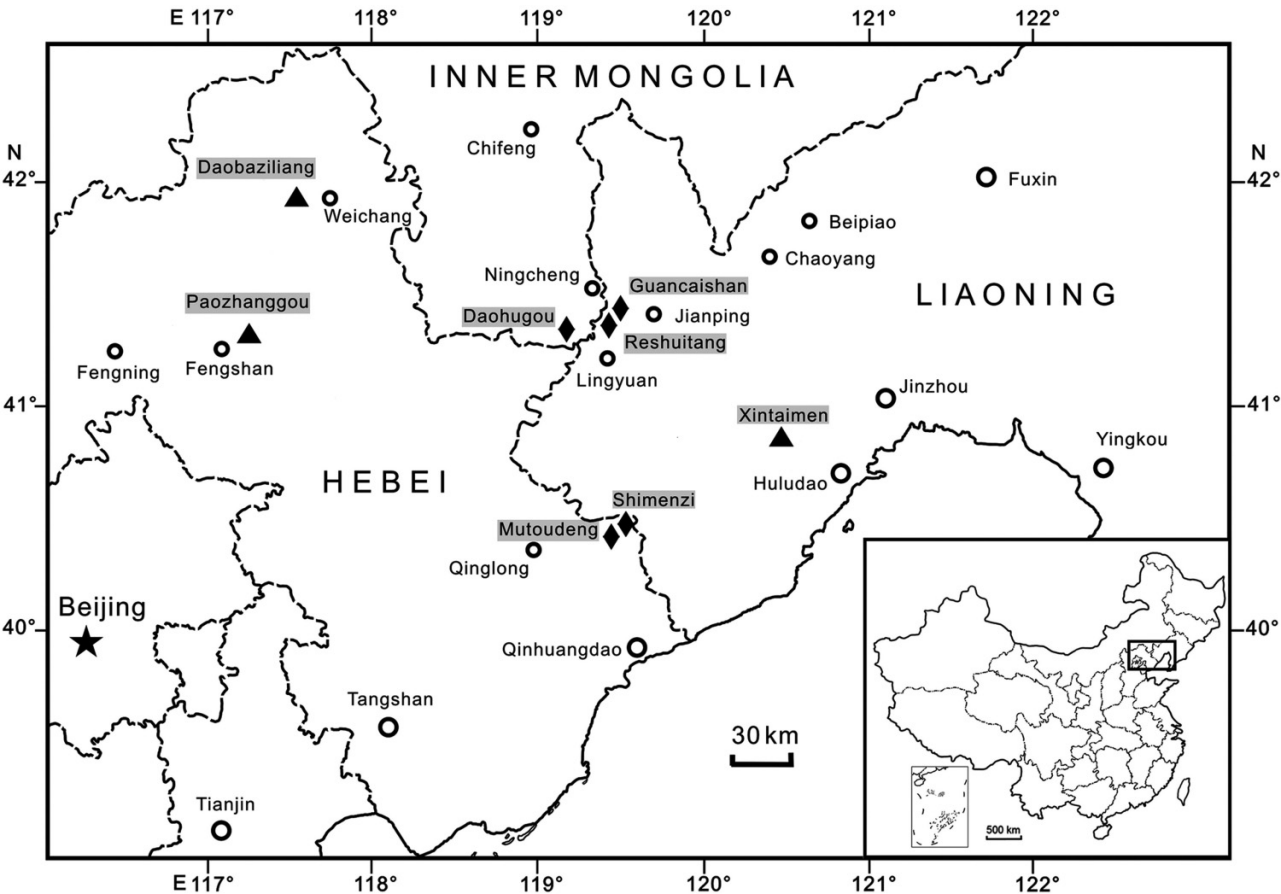 E 117° 118° 119° 120° 121° 122°
INNER MONGOLIA
Chifeng
N N
Daobaziliang
42° 42°
Fuxin
Weichang
Beipiao
Chaoyang
Ningcheng
Guancaishan
LIAONING
Paozhanggou
Daohugou
Jianping
Reshuitang
Fengning
Fengshan
Lingyuan
Jinzhou
41° 41°
Xintaimen
Yingkou
HEBEI
Huludao
Shimenzi
Mutoudeng
Qinglong
Beijing
40° 40°
Qinhuangdao
Tangshan
30 km
Tianjin
500 km
E 117° 118° 119° 120° 121° 122°